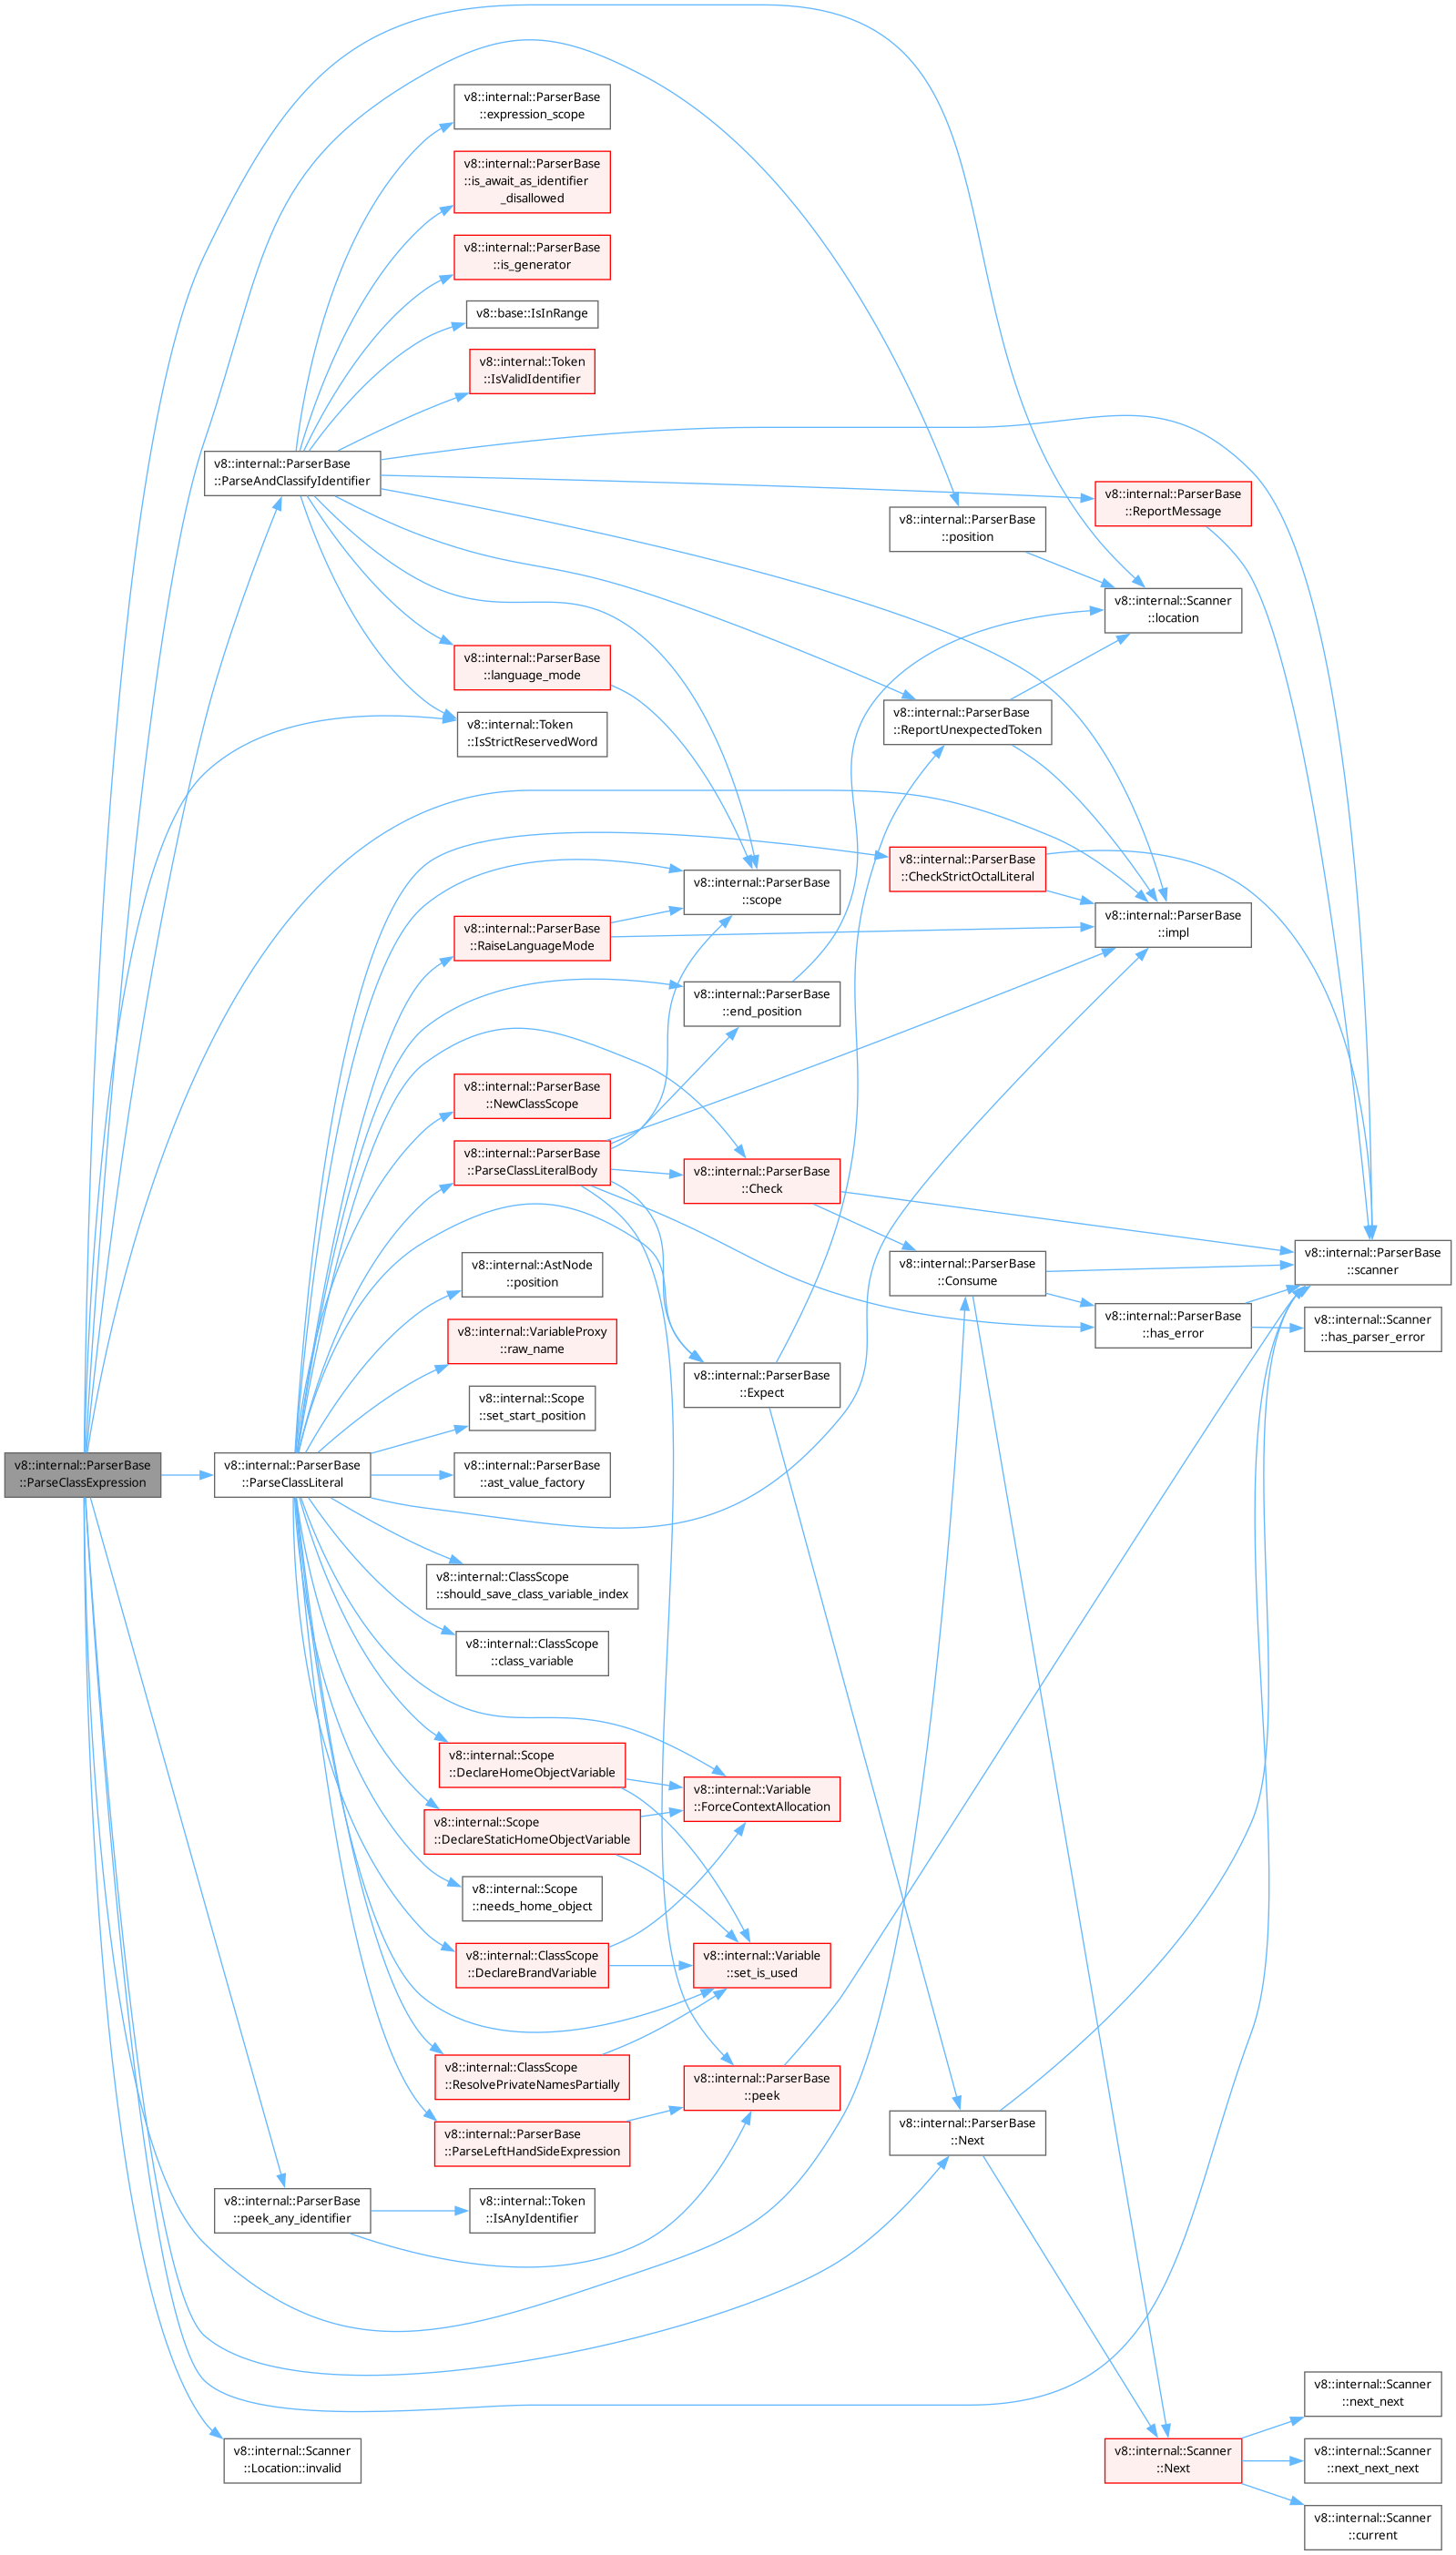 v8::internal::ParserBase
::expression_scope
v8::internal::ParserBase
::is_await_as_identifier
_disallowed
v8::internal::ParserBase
::is_generator
v8::base::IsInRange
v8::internal::Token
::IsValidIdentifier
v8::internal::ParserBase
::ParseAndClassifyIdentifier
v8::internal::ParserBase
::ReportMessage
v8::internal::ParserBase
::position
v8::internal::Scanner
::location
v8::internal::ParserBase
::language_mode
v8::internal::Token
::IsStrictReservedWord
v8::internal::ParserBase
::ReportUnexpectedToken
v8::internal::ParserBase
::CheckStrictOctalLiteral
v8::internal::ParserBase
::scope
v8::internal::ParserBase
::impl
v8::internal::ParserBase
::RaiseLanguageMode
v8::internal::ParserBase
::end_position
v8::internal::ParserBase
::NewClassScope
v8::internal::ParserBase
::ParseClassLiteralBody
v8::internal::ParserBase
::Check
v8::internal::ParserBase
::scanner
v8::internal::AstNode
::position
v8::internal::ParserBase
::Consume
v8::internal::ParserBase
::has_error
v8::internal::Scanner
::has_parser_error
v8::internal::VariableProxy
::raw_name
v8::internal::ParserBase
::Expect
v8::internal::Scope
::set_start_position
v8::internal::ParserBase
::ParseClassExpression
v8::internal::ParserBase
::ParseClassLiteral
v8::internal::ParserBase
::ast_value_factory
v8::internal::ClassScope
::should_save_class_variable_index
v8::internal::ClassScope
::class_variable
v8::internal::Scope
::DeclareHomeObjectVariable
v8::internal::Variable
::ForceContextAllocation
v8::internal::Scope
::DeclareStaticHomeObjectVariable
v8::internal::Scope
::needs_home_object
v8::internal::ClassScope
::DeclareBrandVariable
v8::internal::Variable
::set_is_used
v8::internal::ClassScope
::ResolvePrivateNamesPartially
v8::internal::ParserBase
::peek
v8::internal::ParserBase
::ParseLeftHandSideExpression
v8::internal::ParserBase
::Next
v8::internal::ParserBase
::peek_any_identifier
v8::internal::Token
::IsAnyIdentifier
v8::internal::Scanner
::next_next
v8::internal::Scanner
::Location::invalid
v8::internal::Scanner
::Next
v8::internal::Scanner
::next_next_next
v8::internal::Scanner
::current